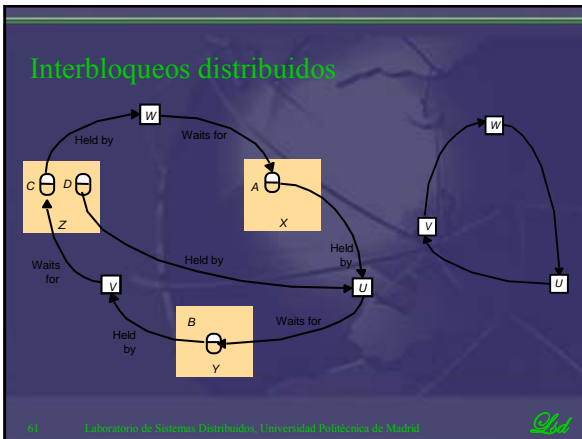 Interbloqueos distribuidos
W
Held by
Waits for
W
C
D
A
Z
X
V
Held by
Held
by
Waits
for
V
U
U
B
Waits for
Held
by
Y
61 Laboratorio de Sistemas Distribuidos, Universidad Politécnica de Madrid
Lsd